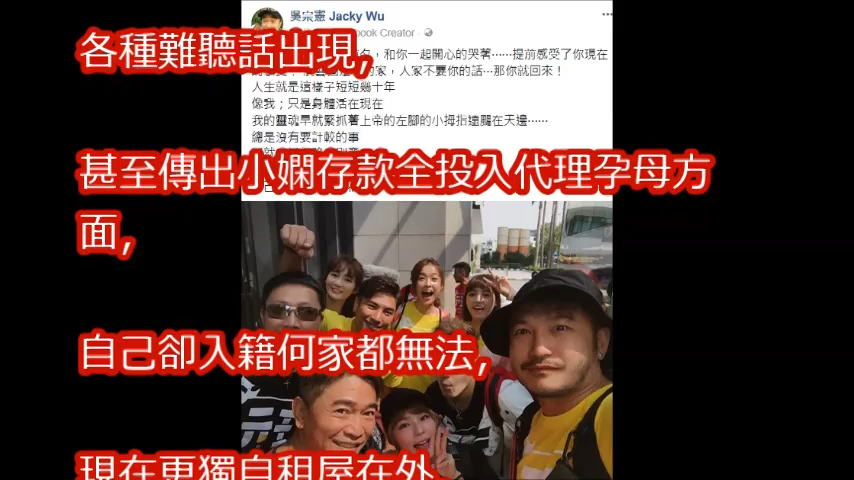 吳宗憲 Jacky Wu
Creator
各種難聽話出現,
，和你一起開心的哭著……提前感受了你現在
的家，人家不要你的話…那你就回來！
人生就是這樣子短短幾十年
像我；只是身體活在現在
我的靈魂早就緊抓著上帝的左腳的小拇指遠颺在天邊……
總是沒有要計較的事
甚至傳出小嫻存款全投入代理孕母方
面,
自己卻入籍何家都無法,
現在更獨自租屋在外